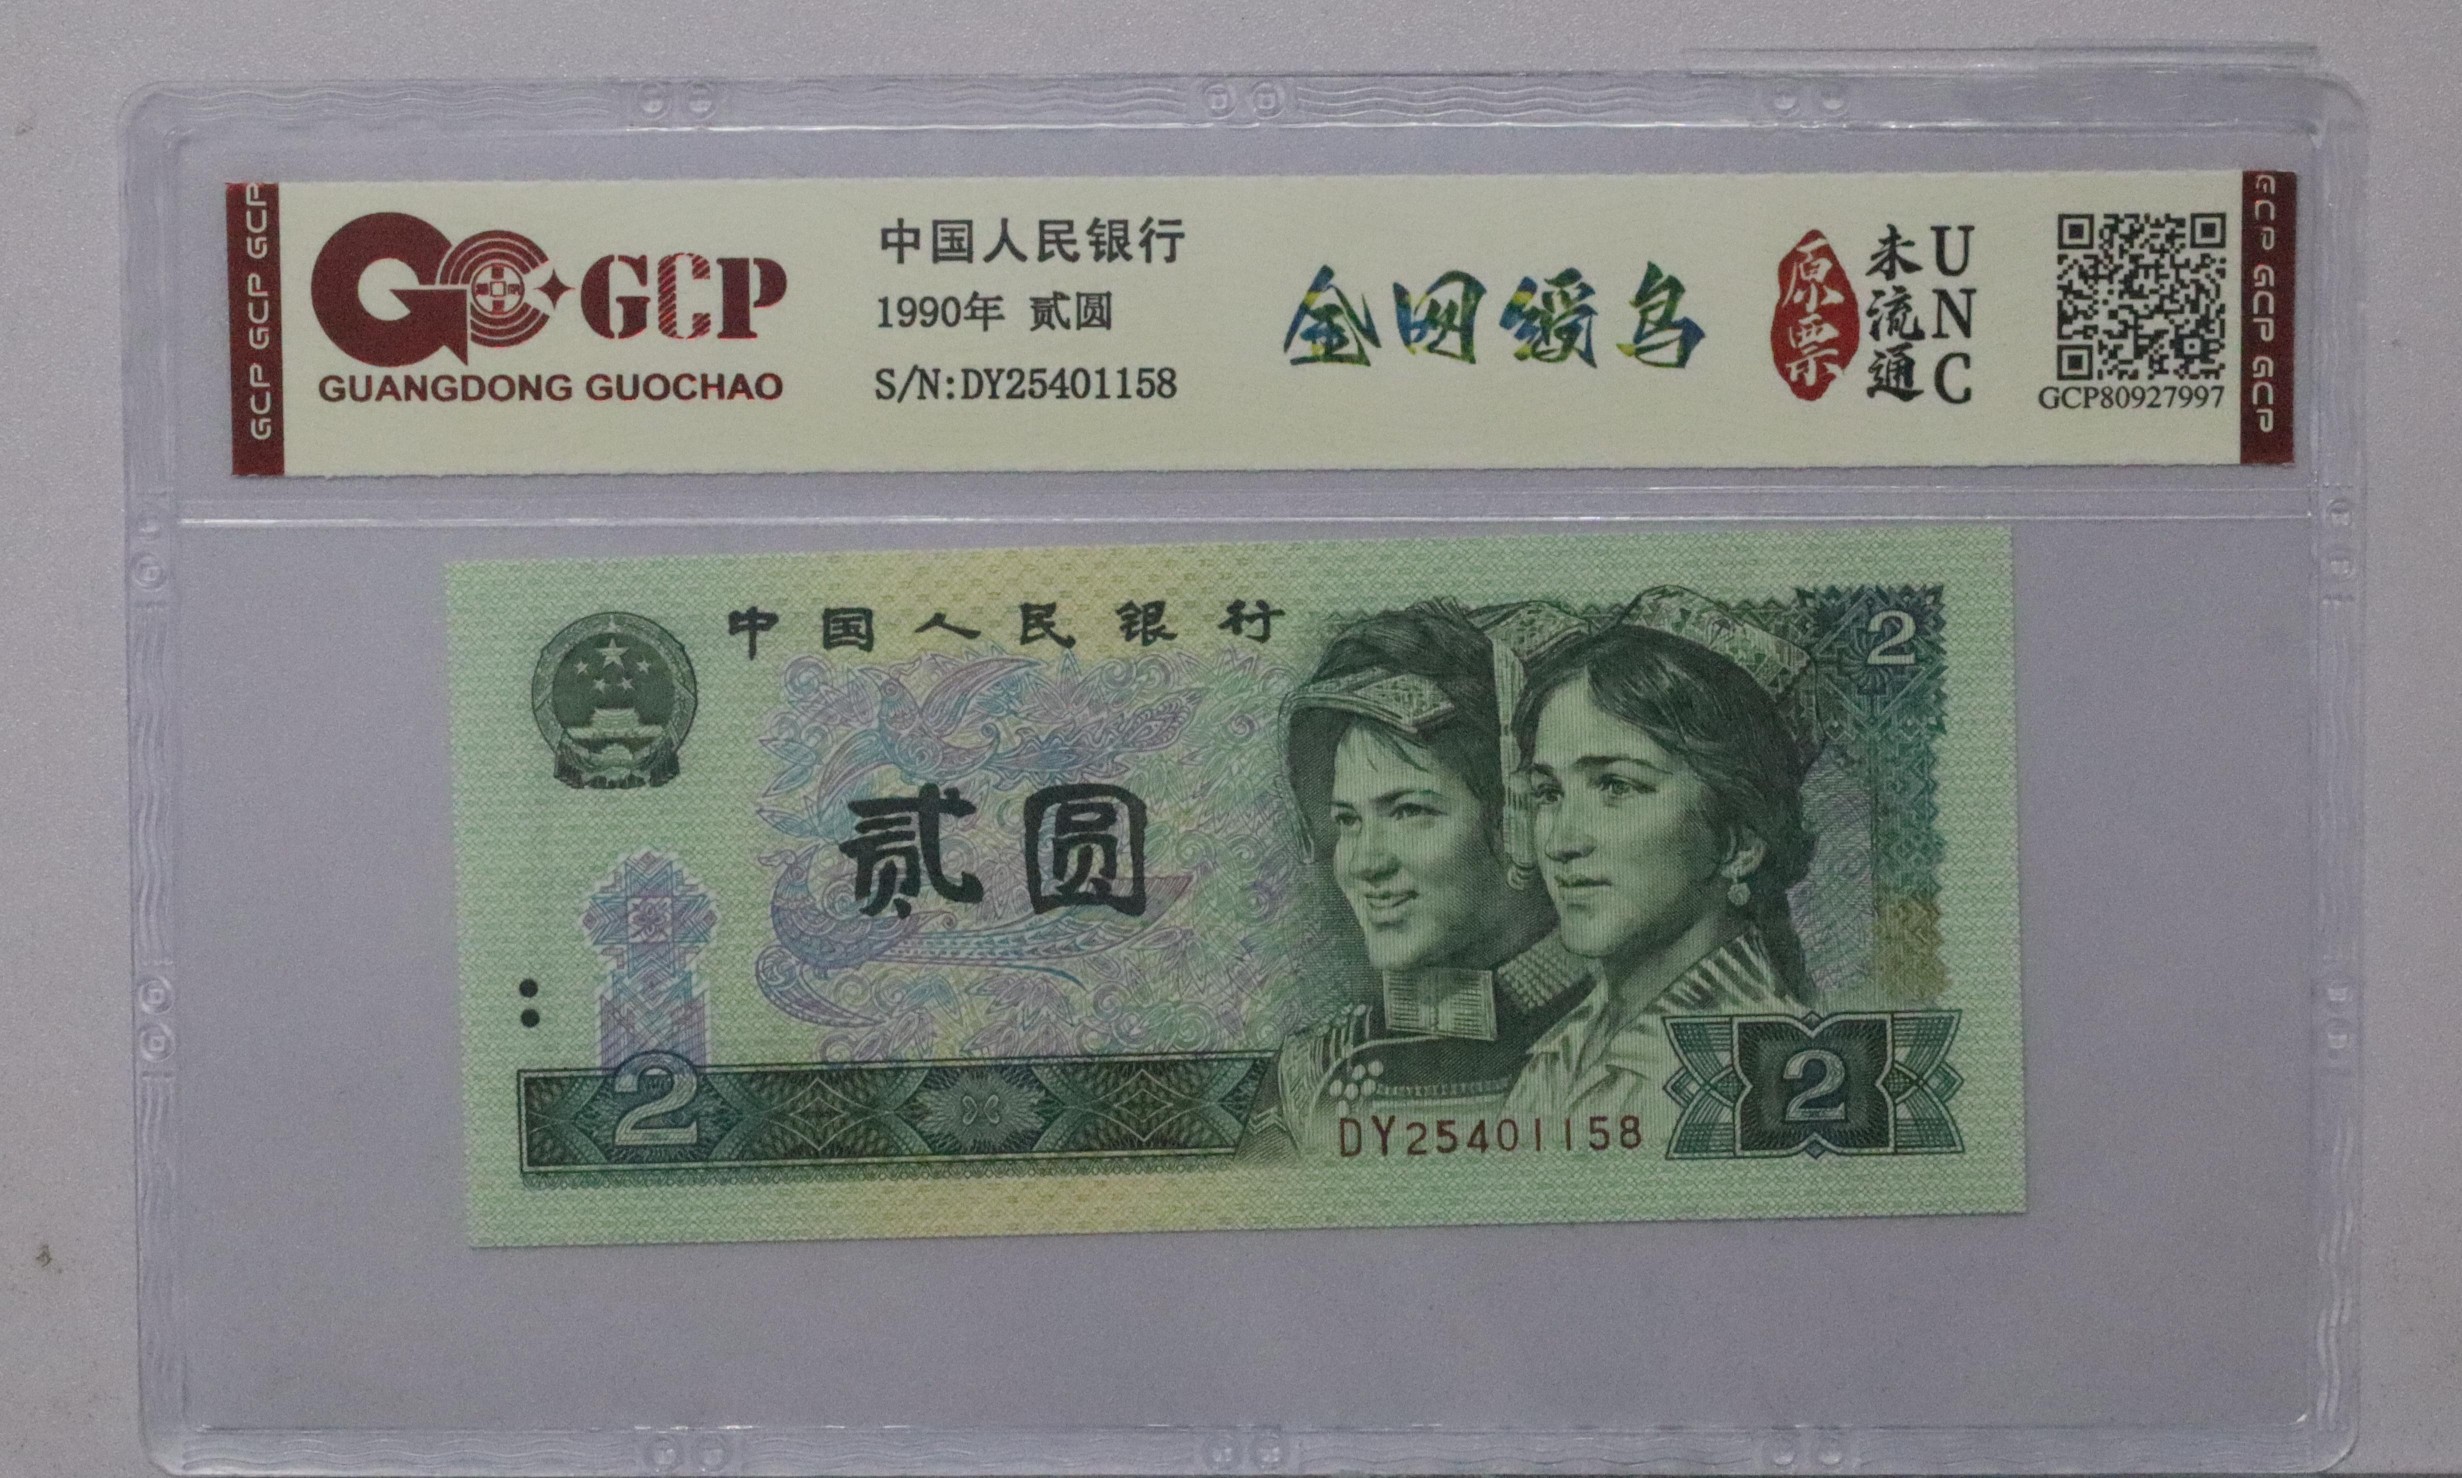 GCP GCP GCP
GCP
GUANGDONG GUOCHAO
中国人民银行
1990年 贰圆
S/N:DY25401158
金网绶鸟
原票
未流通
UNC
GCP80927997
GCP GCP GCP
中国人民银行
2
贰圆
2
DY25401158
2